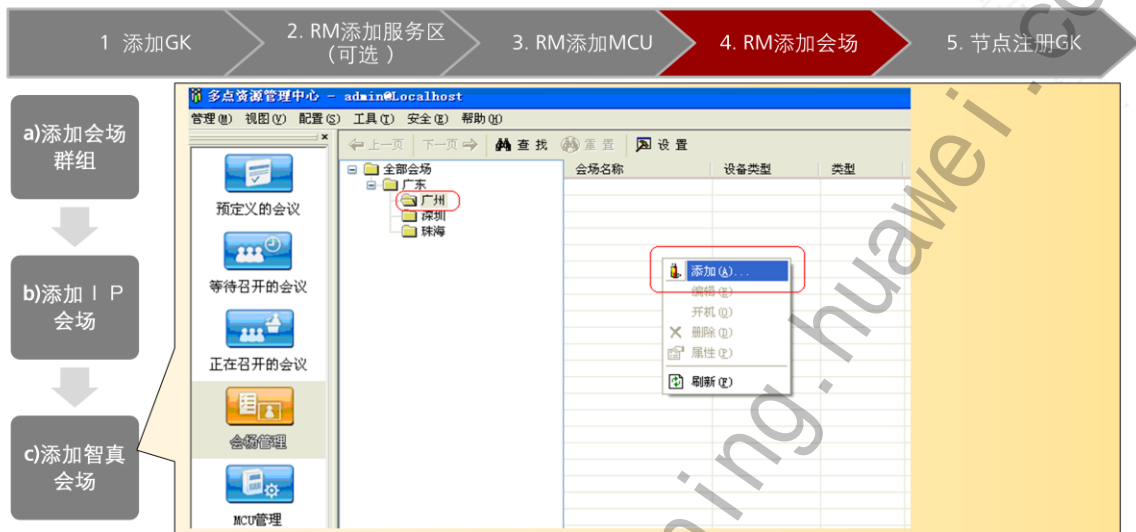 1 添加GK
2. RM添加服务区
（可选 ）
3. RM添加MCU
4. RM添加会场
5. 节点注册GK
a)添加会场
群组
b)添加ＩＰ
会场
c)添加智真
会场
多点资源管理中心 - admin@Localhost
管理(M) 视图(V) 配置(S) 工具(T) 安全(E) 帮助(H)
上一页 下一页 查 找 重 置 设 置
预定义的会议
等待召开的会议
正在召开的会议
会场管理
MCU管理
全部会场
广东
广州
深圳
珠海
会场名称 设备类型 类型
添加(A)...
编辑(E)
开机(O)
删除(D)
属性(P)
刷新(F)
ning.huawei.co